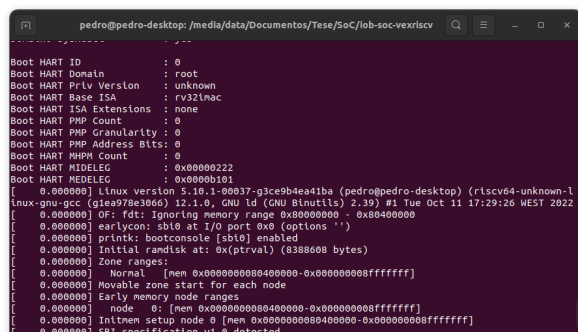 pedro@pedro-desktop: /media/data/Documentos/Tese/SoC/iob-soc-vexriscv
Boot HART ID : 0
Boot HART Domain : root
Boot HART Priv Version : unknown
Boot HART Base ISA : rv32imac
Boot HART ISA Extensions : none
Boot HART PMP Count : 0
Boot HART PMP Granularity : 0
Boot HART PMP Address Bits: 0
Boot HART MHPM Count : 0
Boot HART MIDELEG : 0x00000222
Boot HART MEDELEG : 0x0000b101
[ 0.000000] Linux version 5.10.1-00037-g3ce9b4ea41ba (pedro@pedro-desktop) (riscv64-unknown-l
inux-gnu-gcc (g1ea978e3066) 12.1.0, GNU ld (GNU Binutils) 2.39) #1 Tue Oct 11 17:29:26 WEST 2022
[ 0.000000] OF: fdt: Ignoring memory range 0x80000000 - 0x80400000
[ 0.000000] earlycon: sbi0 at I/O port 0x0 (options '')
[ 0.000000] printk: bootconsole [sbi0] enabled
[ 0.000000] Initial ramdisk at: 0x(ptrval) (8388608 bytes)
[ 0.000000] Zone ranges:
[ 0.000000] Normal [mem 0x0000000080400000-0x000000008fffffff]
[ 0.000000] Movable zone start for each node
[ 0.000000] Early memory node ranges
[ 0.000000] node 0: [mem 0x0000000080400000-0x000000008fffffff]
[ 0.000000] Initmem setup node 0 [mem 0x0000000080400000-0x000000008fffffff]
[ 0.000000] SBI specification v1.0 detected